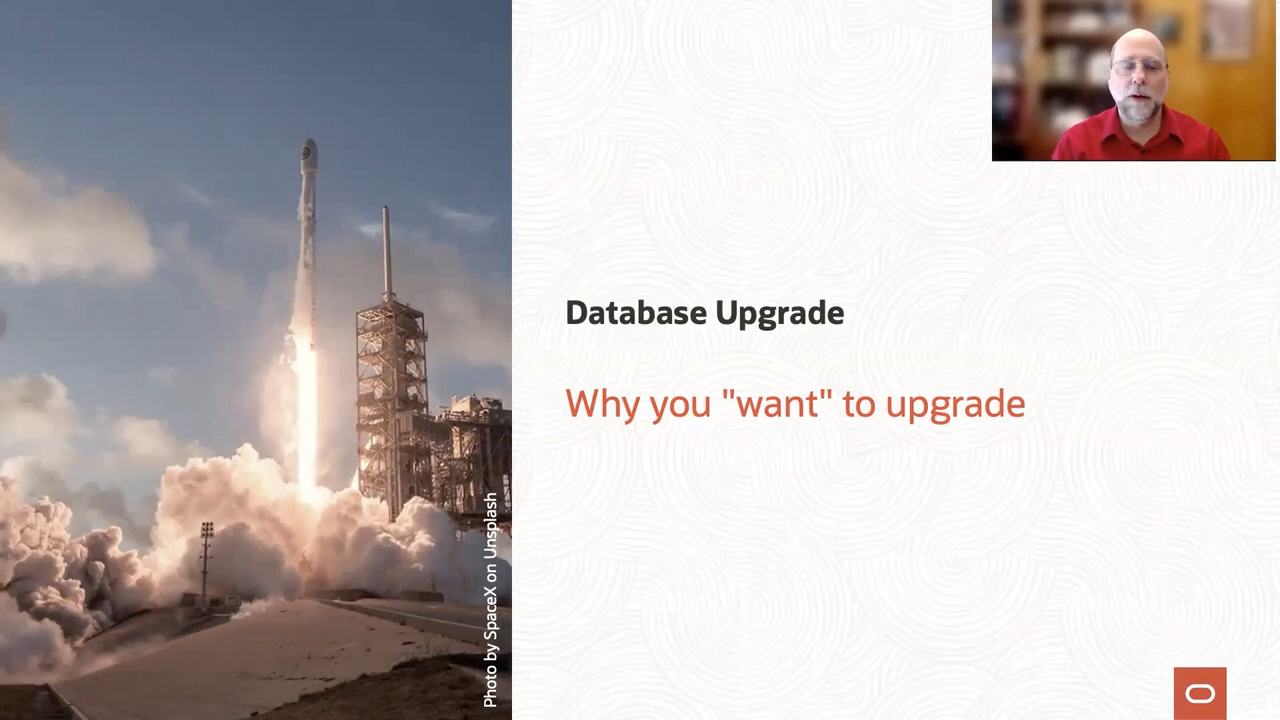 Database Upgrade
Why you "want" to upgrade
Photo by SpaceX on Unsplash